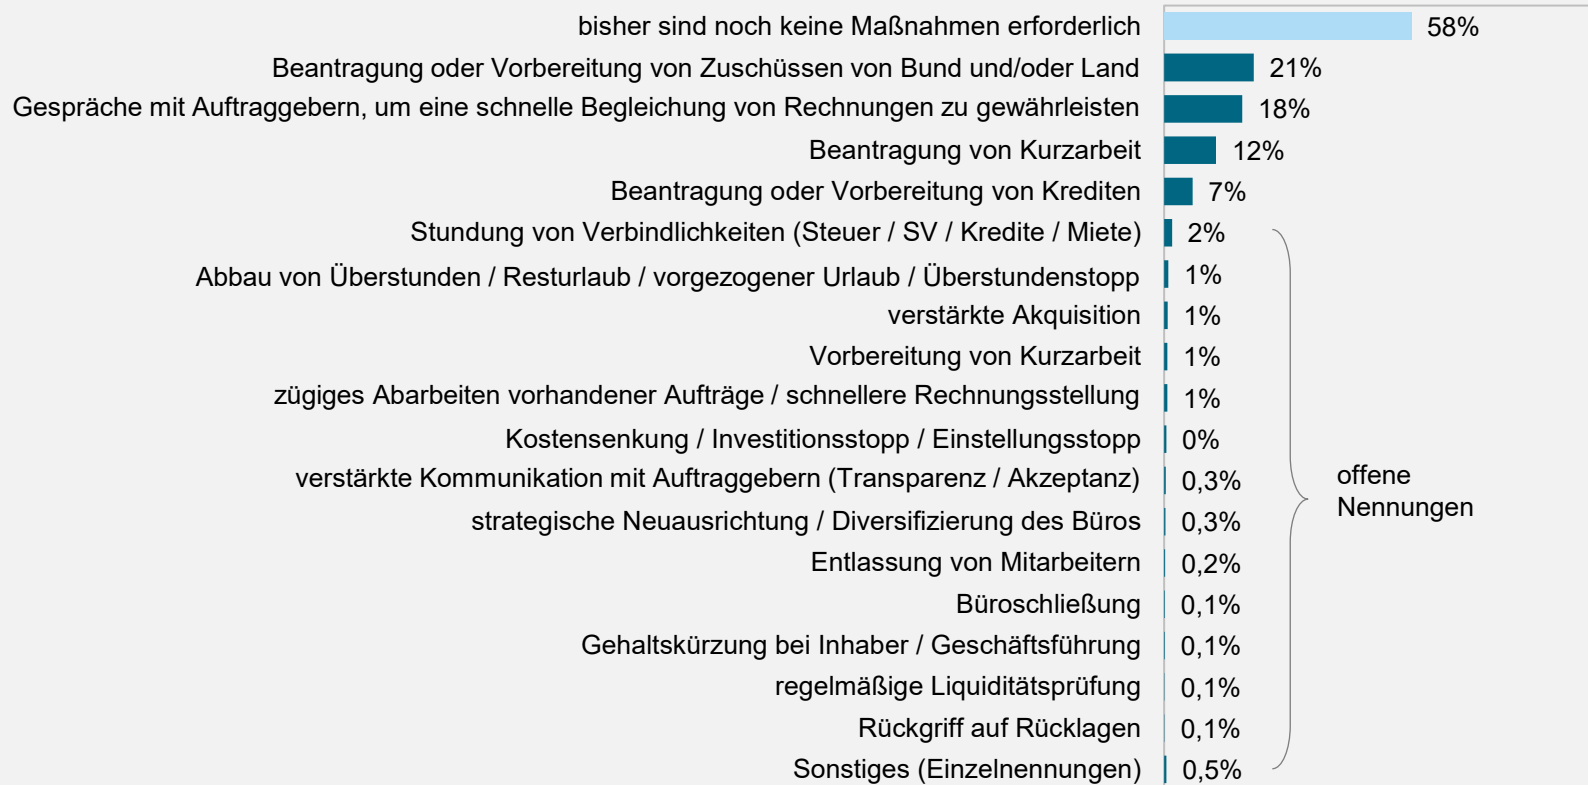 bisher sind noch keine Maßnahmen erforderlich 58%
Beantragung oder Vorbereitung von Zuschüssen von Bund und/oder Land 21%
Gespräche mit Auftraggebern, um eine schnelle Begleichung von Rechnungen zu gewährleisten 18%
Beantragung von Kurzarbeit 12%
Beantragung oder Vorbereitung von Krediten 7%
Stundung von Verbindlichkeiten (Steuer / SV / Kredite / Miete) 2%
Abbau von Überstunden / Resturlaub / vorgezogener Urlaub / Überstundenstopp 1%
verstärkte Akquisition 1%
Vorbereitung von Kurzarbeit 1%
zügiges Abarbeiten vorhandener Aufträge / schnellere Rechnungsstellung 1%
Kostensenkung / Investitionsstopp / Einstellungsstopp 0%
verstärkte Kommunikation mit Auftraggebern (Transparenz / Akzeptanz) 0,3%
strategische Neuausrichtung / Diversifizierung des Büros 0,3%
Entlassung von Mitarbeitern 0,2%
Büroschließung 0,1%
Gehaltskürzung bei Inhaber / Geschäftsführung 0,1%
regelmäßige Liquiditätsprüfung 0,1%
Rückgriff auf Rücklagen 0,1%
Sonstiges (Einzelnennungen) 0,5%
offene
Nennungen